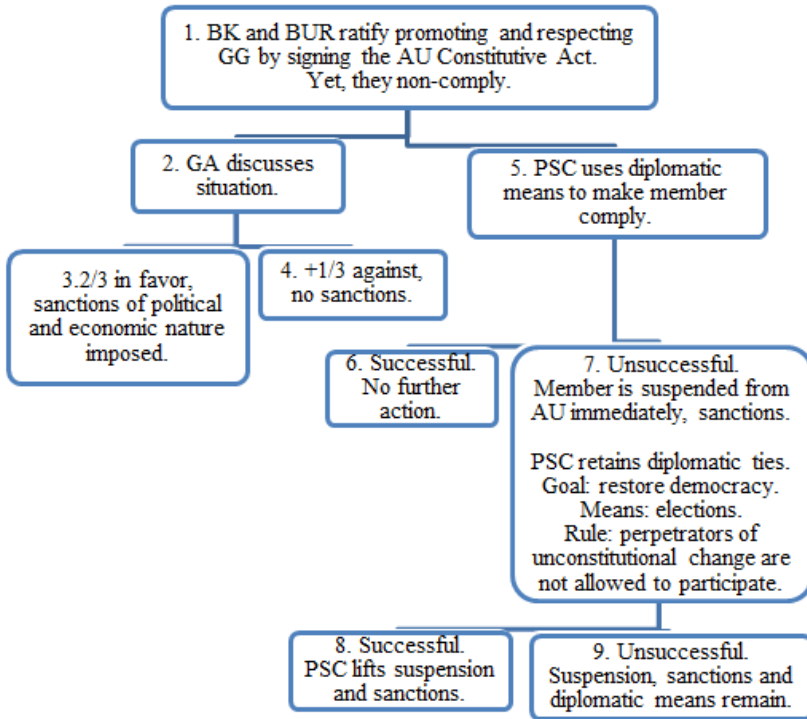 1. BK and BUR ratify promoting and respecting
GG by signing the AU Constitutive Act.
Yet, they non-comply.
2. GA discusses
situation.
3.2/3 in favor,
sanctions of political
and economic nature
imposed.
4. +1/3 against,
no sanctions.
5. PSC uses diplomatic
means to make member
comply.
6. Successful.
No further
action.
7. Unsuccessful.
Member is suspended from
AU immediately, sanctions.
PSC retains diplomatic ties.
Goal: restore democracy.
Means: elections.
Rule: perpetrators of
unconstitutional change are
not allowed to participate.
8. Successful.
PSC lifts suspension
and sanctions.
9. Unsuccessful.
Suspension, sanctions and
diplomatic means remain.